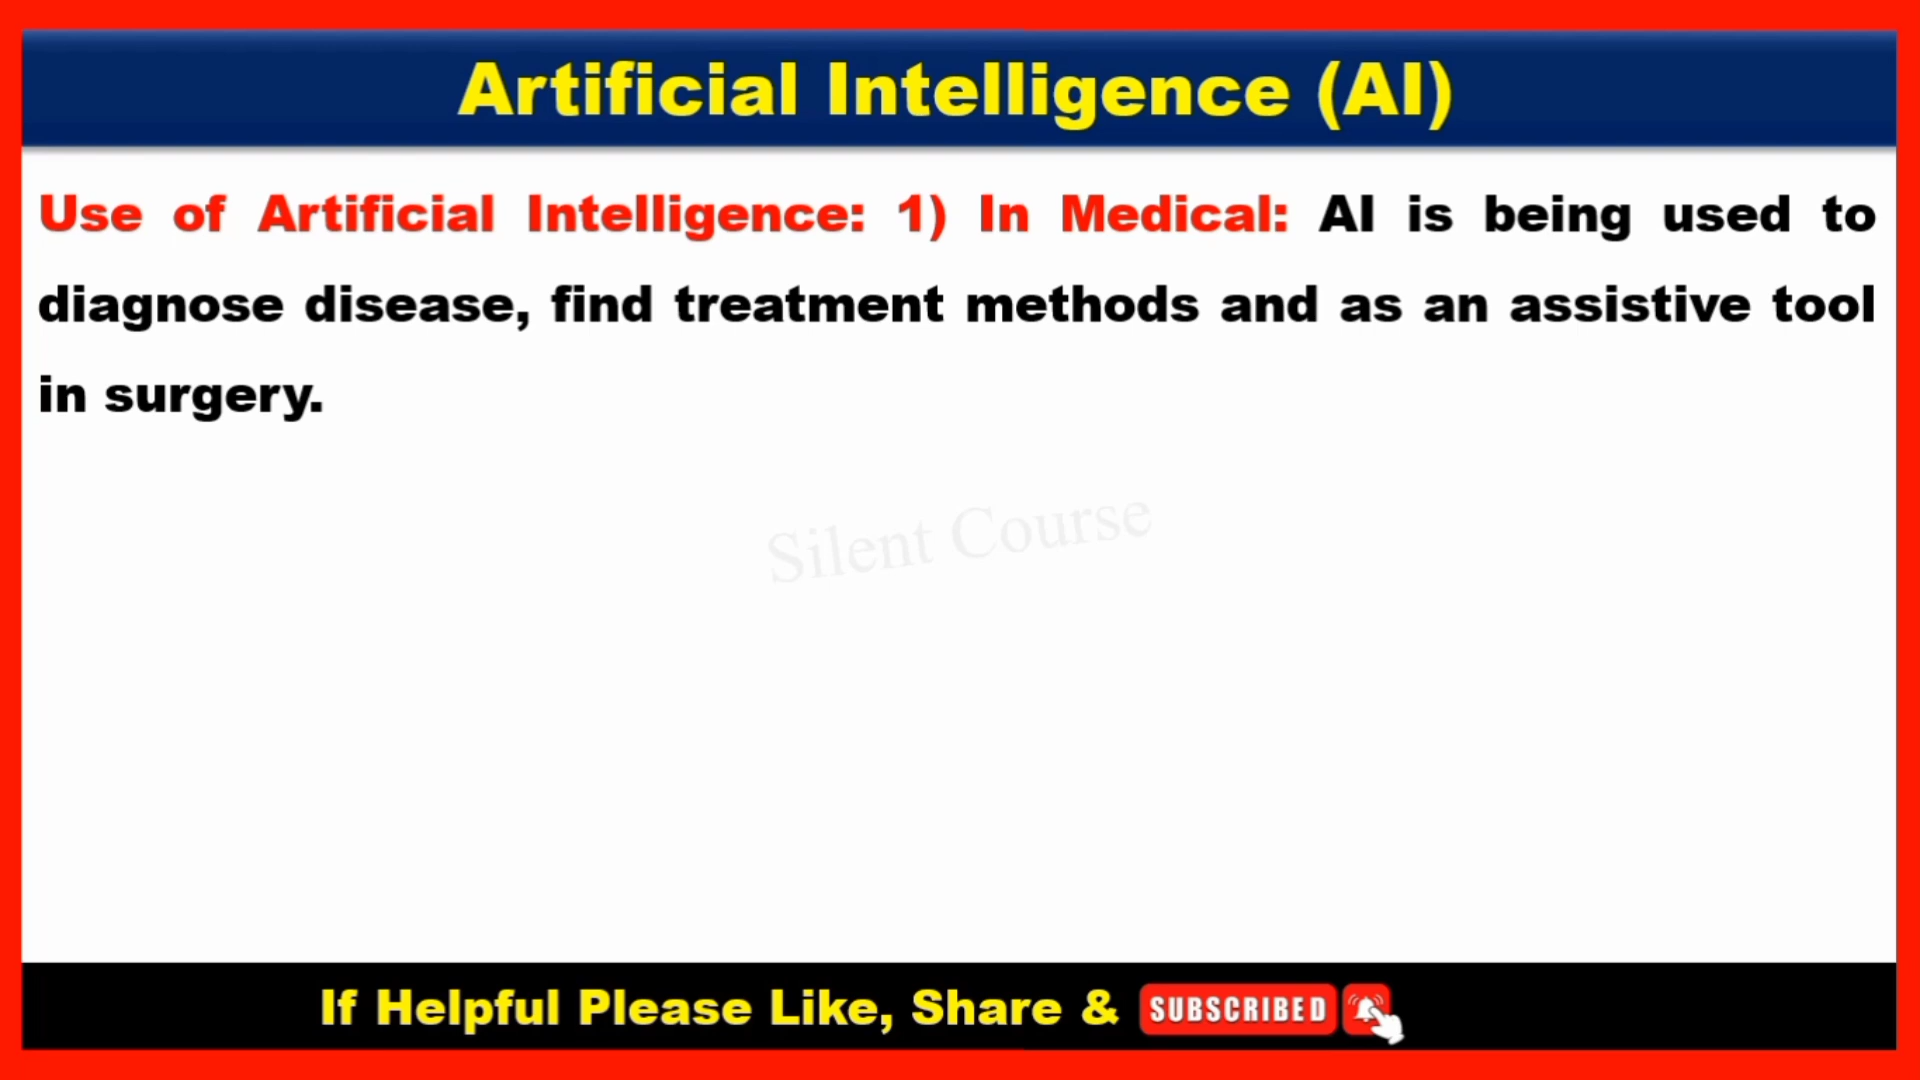 Artificial Intelligence (AI)
Use of Artificial Intelligence: 1) In Medical: AI is being used to
diagnose disease, find treatment methods and as an assistive tool
in surgery.
Silent Course
If Helpful Please Like, Share & SUBSCRIBED